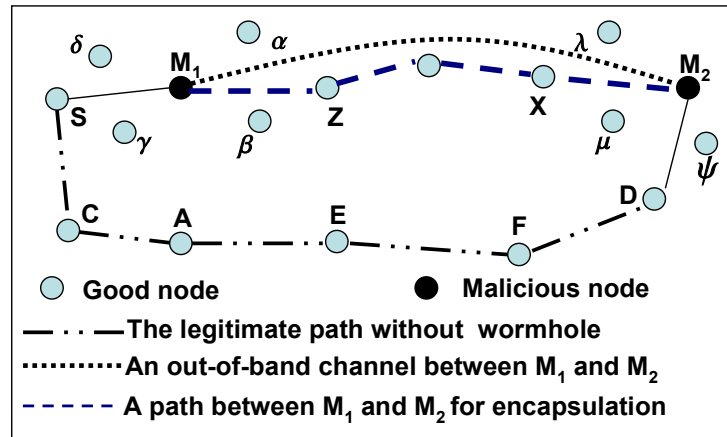 δ
α
λ
M₁
M₂
S
Z
X
γ
β
μ
ψ
D
C
A
E
F
Good node
Malicious node
The legitimate path without wormhole
An out-of-band channel between M₁ and M₂
A path between M₁ and M₂ for encapsulation